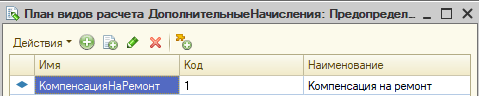 План видов расчета ДополнительныеНачисления: Предопредел...
Действия
Имя Код Наименование
КомпенсацияНаРемонт 1 Компенсация на ремонт